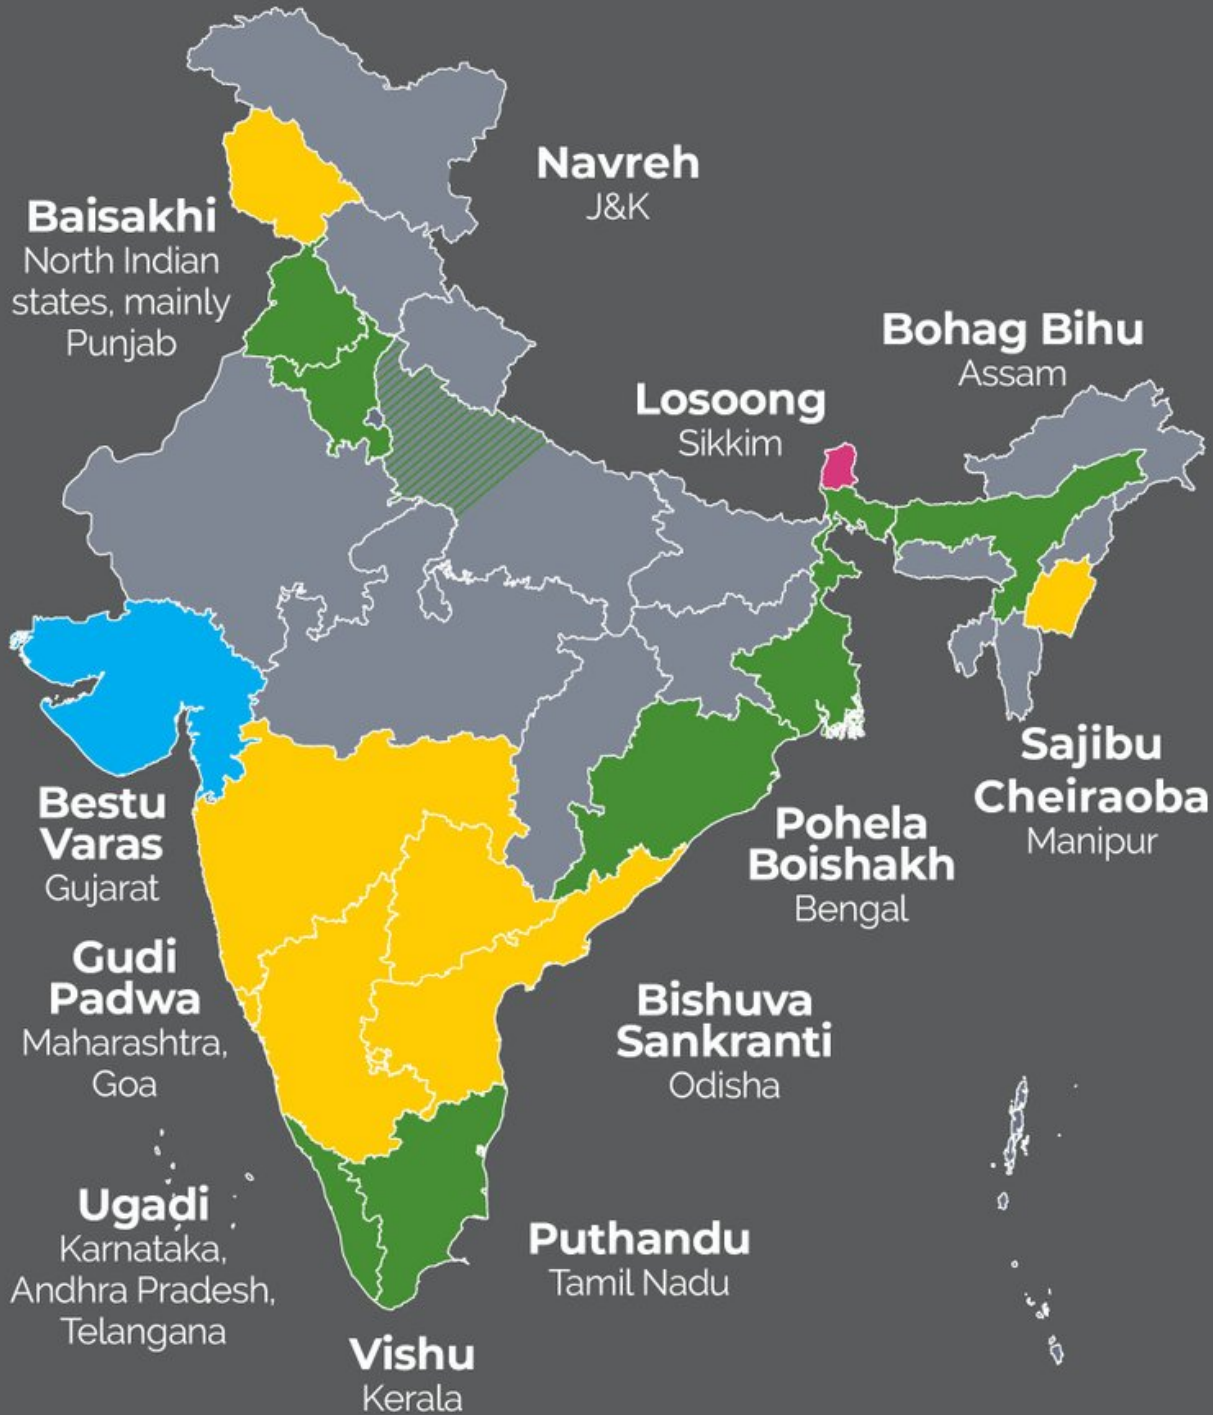 Navreh
J&K
Baisakhi
North Indian
states, mainly
Punjab
Bohag Bihu
Assam
Losoong
Sikkim
Sajibu
Cheiraoba
Manipur
Bestu
Varas
Gujarat
Pohela
Boishakh
Bengal
Gudi
Padwa
Maharashtra,
Goa
Bishuva
Sankranti
Odisha
Ugadi
Karnataka,
Andhra Pradesh,
Telangana
Puthandu
Tamil Nadu
Vishu
Kerala